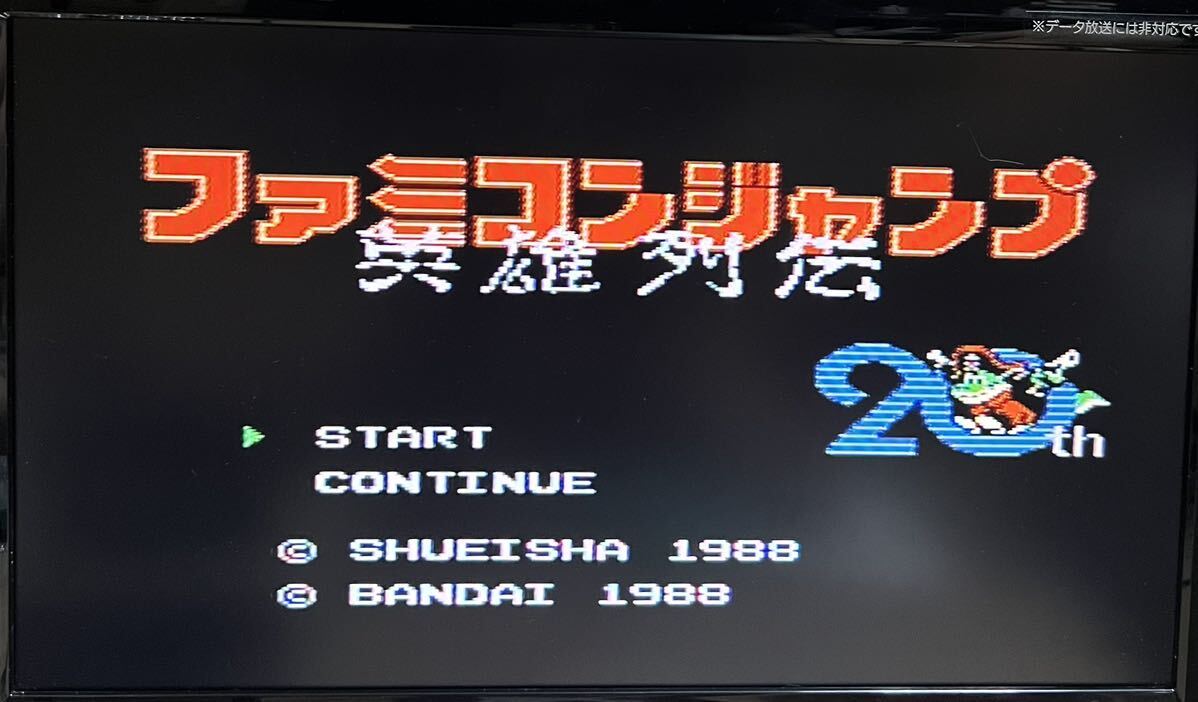 ※データ放送には非対応です
ファミコンジャンプ
英雄列伝
20th
START
CONTINUE
© SHUEISHA 1988
© BANDAI 1988